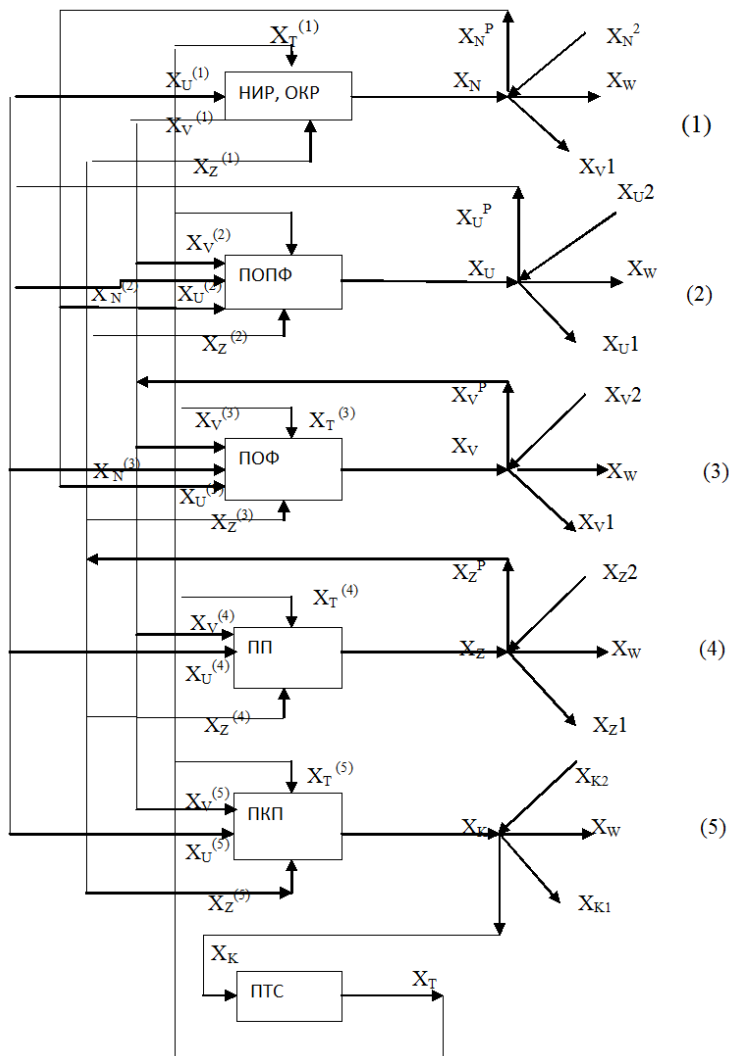 X_T^(1)
X_N^P
X_N^2
X_U^(1)
НИР, ОКР
X_N
X_W
(1)
X_V^(1)
X_Z^(1)
X_V1
X_U2
X_U^P
X_V^(2)
ПОПФ
X_U
X_W
(2)
X_N^(2)
X_U^(2)
X_Z^(2)
X_U1
X_V^P
X_V2
X_V^(3)
X_T^(3)
ПОФ
X_V
X_W
(3)
X_N^(3)
X_U^(3)
X_Z^(3)
X_V1
X_Z^P
X_Z2
X_T^(4)
X_V^(4)
ПП
X_Z
X_W
(4)
X_U^(4)
X_Z^(4)
X_Z1
X_T^(5)
X_K2
X_V^(5)
ПКП
X_K
X_W
(5)
X_U^(5)
X_Z^(5)
X_K1
X_K
ПТС
X_T